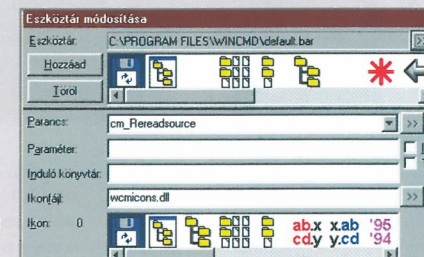 Eszköztár módosítása
Eszköztár: C:\PROGRAM FILES\WINCMD\default.bar
Hozzáad
Töröl
Parancs: cm_Rereadsource
Paraméter:
Induló könyvtár:
Ikonfájl: wcmicons.dll
Ikon: 0
ab.x x.ab '95
cd.y y.cd '94